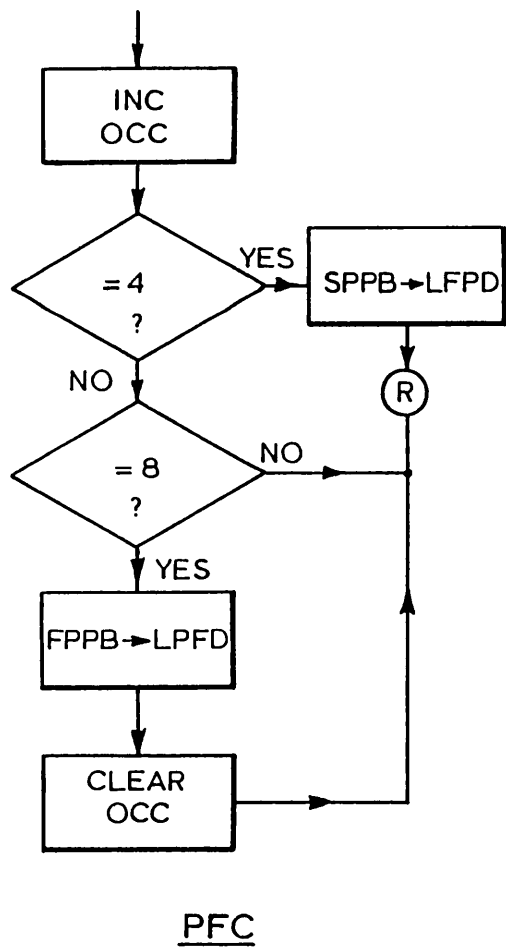 INC
OCC
= 4
?
YES
SPPB→LFPD
R
NO
= 8
?
NO
YES
FPPB→LPFD
CLEAR
OCC
PFC